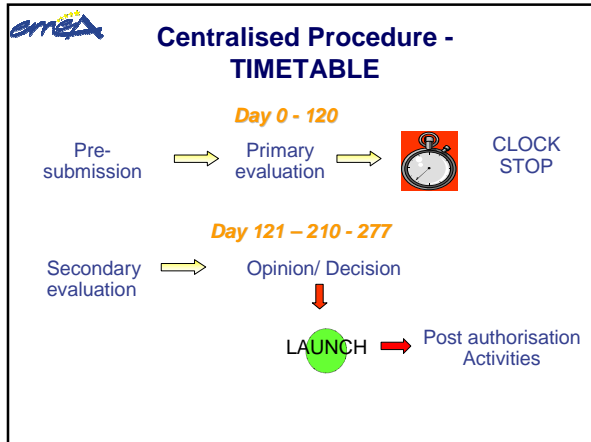 emeA
Centralised Procedure -
TIMETABLE
Day 0 - 120
Pre-
submission
Primary
evaluation
CLOCK
STOP
Day 121 – 210 - 277
Secondary
evaluation
Opinion/ Decision
LAUNCH
Post authorisation
Activities